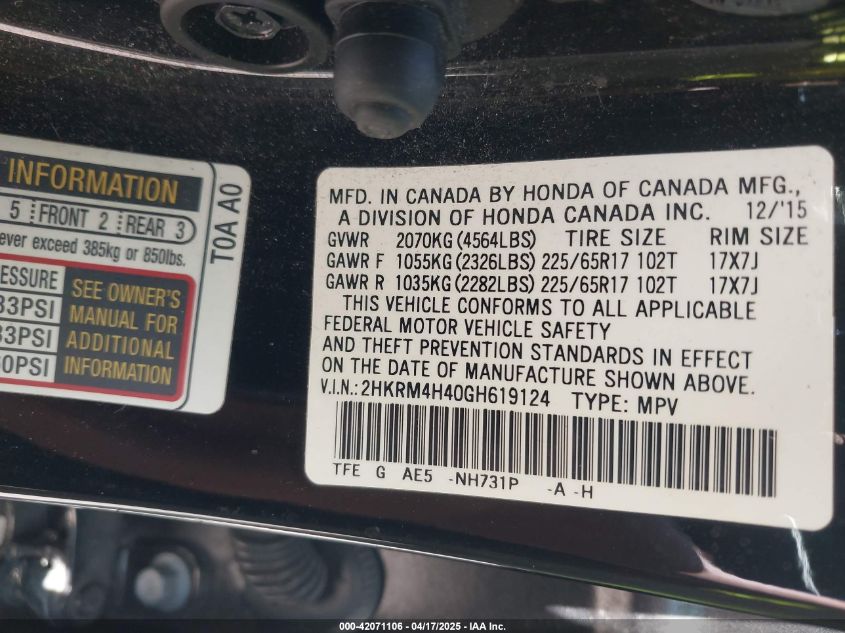 INFORMATION
5 FRONT 2 REAR 3
ever exceed 385kg or 850lbs.
ESSURE
33PSI
33PSI
60PSI
SEE OWNER'S
MANUAL FOR
ADDITIONAL
INFORMATION
T0A A0
MFD. IN CANADA BY HONDA OF CANADA MFG.,
A DIVISION OF HONDA CANADA INC. 12/'15
GVWR 2070KG (4564LBS) TIRE SIZE RIM SIZE
GAWR F 1055KG (2326LBS) 225/65R17 102T 17X7J
GAWR R 1035KG (2282LBS) 225/65R17 102T 17X7J
THIS VEHICLE CONFORMS TO ALL APPLICABLE
FEDERAL MOTOR VEHICLE SAFETY
AND THEFT PREVENTION STANDARDS IN EFFECT
ON THE DATE OF MANUFACTURE SHOWN ABOVE.
V.I.N.: 2HKRM4H40GH619124 TYPE: MPV
TFE G AE5 -NH731P -A -H
000-42071106 - 04/17/2025 - IAA Inc.